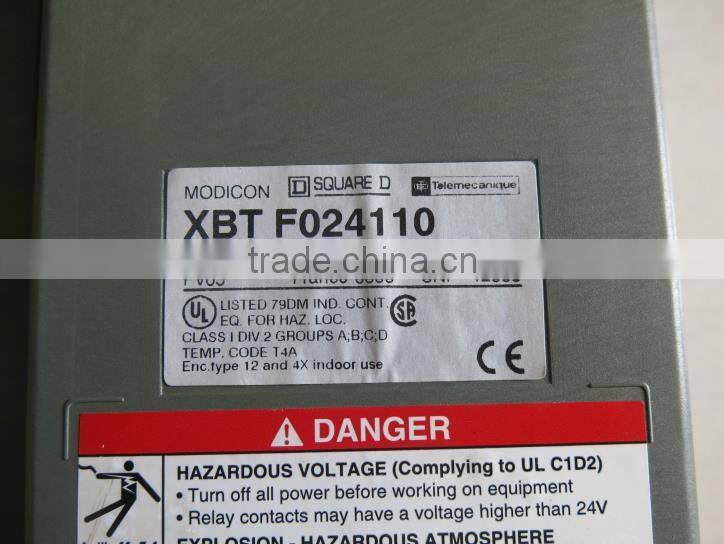 MODICON D SQUARE D Telemecanique
XBT F024110
trade.china.cn
UL LISTED 79DM IND. CONT.
EQ. FOR HAZ. LOC.
CLASS I DIV.2 GROUPS A;B;C;D
TEMP. CODE T4A
Enc.type 12 and 4X indoor use
CE
DANGER
HAZARDOUS VOLTAGE (Complying to UL C1D2)
• Turn off all power before working on equipment
• Relay contacts may have a voltage higher than 24V
EXPLOSION - HAZARDOUS ATMOSPHERE